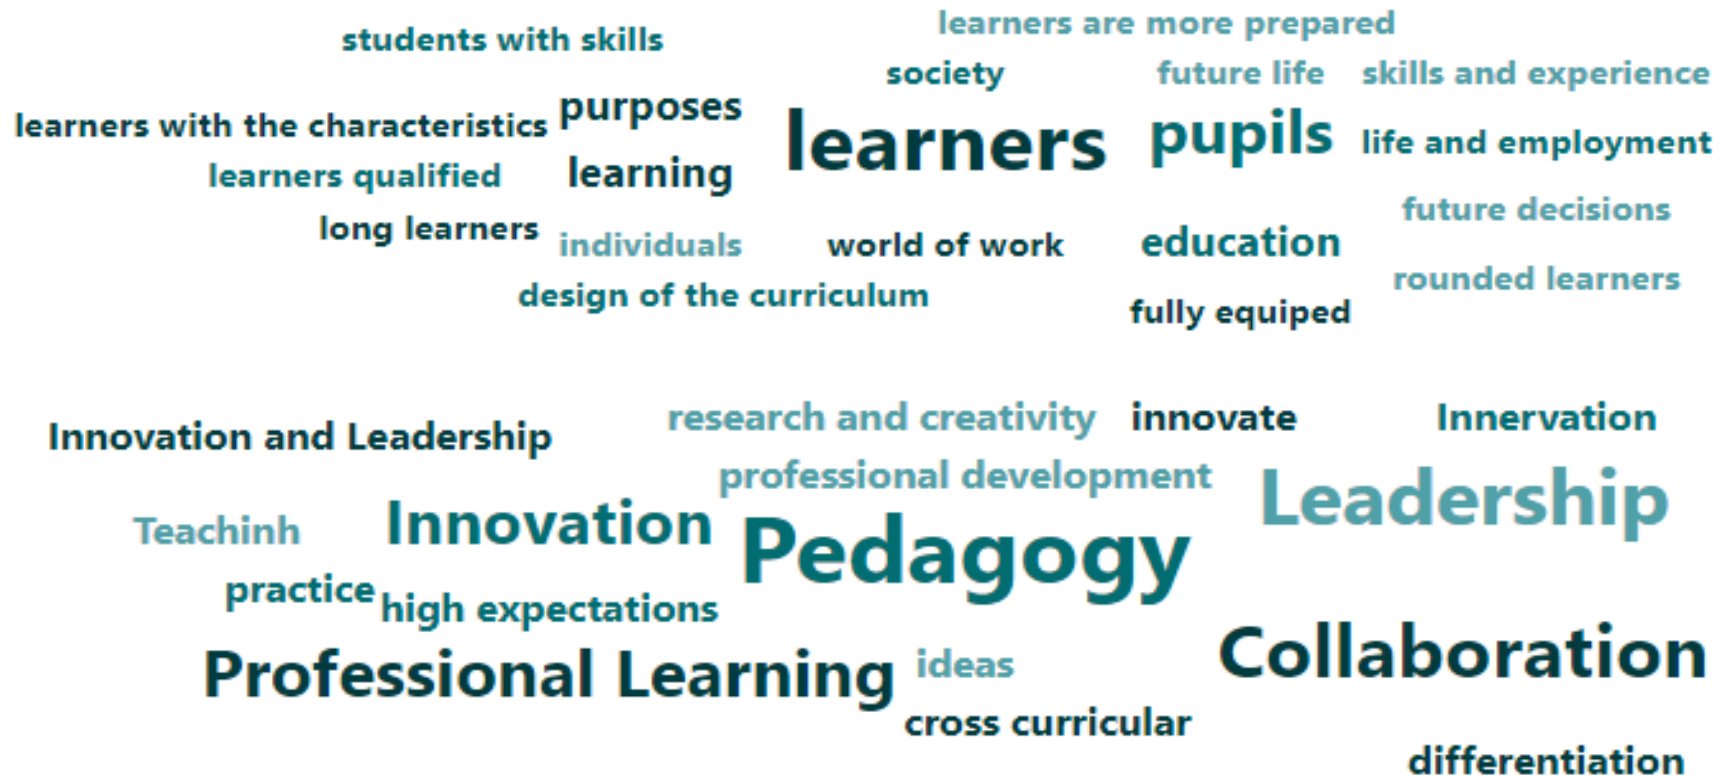 learners are more prepared
students with skills
society
future life
skills and experience
purposes
learners with the characteristics
learners
pupils
life and employment
learners qualified
learning
future decisions
long learners
individuals
world of work
education
rounded learners
design of the curriculum
fully equiped
research and creativity
innovate
Innervation
Innovation and Leadership
professional development
Leadership
Teachinh
Innovation
Pedagogy
practice
high expectations
Collaboration
Professional Learning
ideas
cross curricular
differentiation